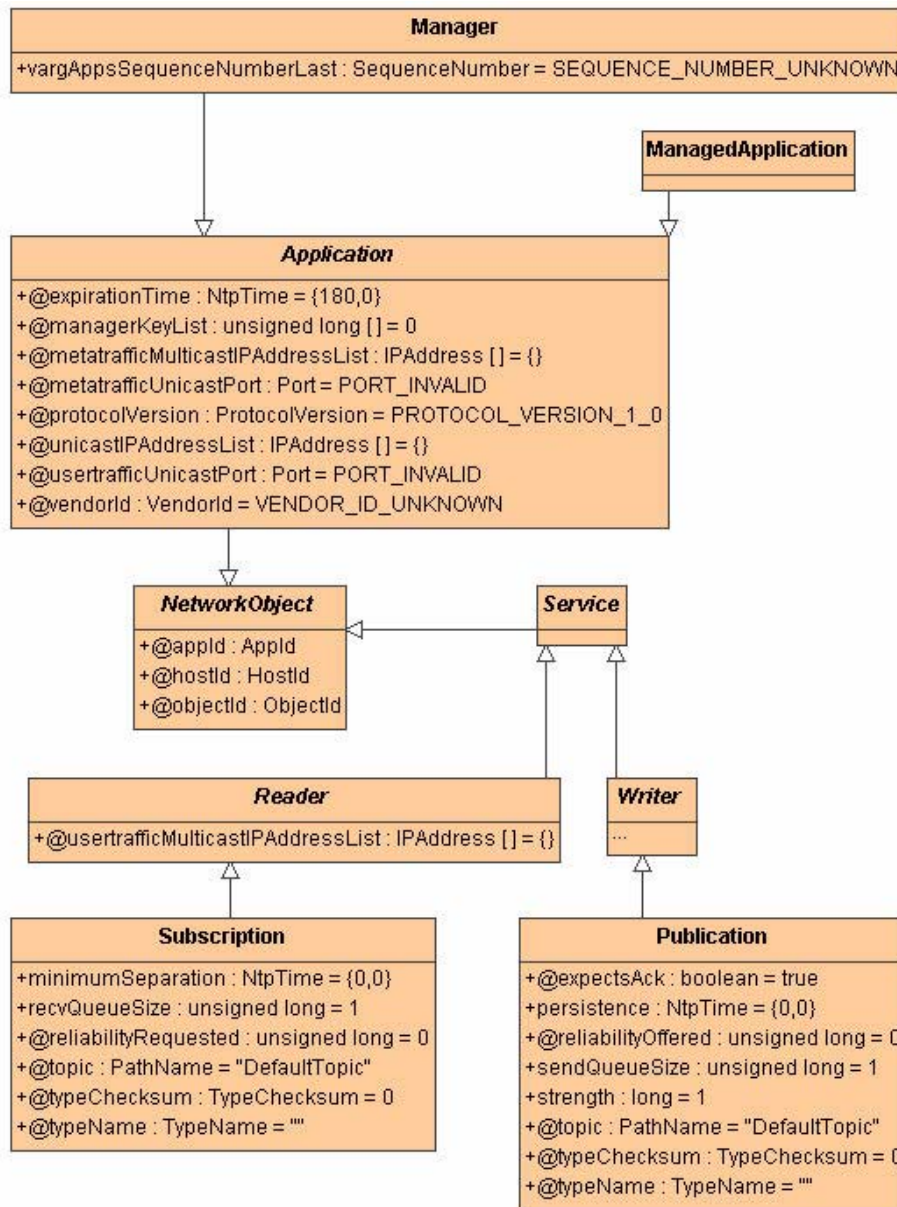 Manager
+vargAppsSequenceNumberLast : SequenceNumber = SEQUENCE_NUMBER_UNKNOWN
ManagedApplication
Application
+@expirationTime : NtpTime = {180,0}
+@managerKeyList : unsigned long [ ] = 0
+@metatrafficMulticastIPAddressList : IPAddress [ ] = {}
+@metatrafficUnicastPort : Port = PORT_INVALID
+@protocolVersion : ProtocolVersion = PROTOCOL_VERSION_1_0
+@unicastIPAddressList : IPAddress [ ] = {}
+@usertrafficUnicastPort : Port = PORT_INVALID
+@vendorId : VendorId = VENDOR_ID_UNKNOWN
NetworkObject
+@appId : AppId
+@hostId : HostId
+@objectId : ObjectId
Service
Reader
+@usertrafficMulticastIPAddressList : IPAddress [ ] = {}
Writer
...
Subscription
+minimumSeparation : NtpTime = {0,0}
+recvQueueSize : unsigned long = 1
+@reliabilityRequested : unsigned long = 0
+@topic : PathName = "DefaultTopic"
+@typeChecksum : TypeChecksum = 0
+@typeName : TypeName = ""
Publication
+@expectsAck : boolean = true
+persistence : NtpTime = {0,0}
+@reliabilityOffered : unsigned long = 0
+sendQueueSize : unsigned long = 1
+strength : long = 1
+@topic : PathName = "DefaultTopic"
+@typeChecksum : TypeChecksum = 0
+@typeName : TypeName = ""